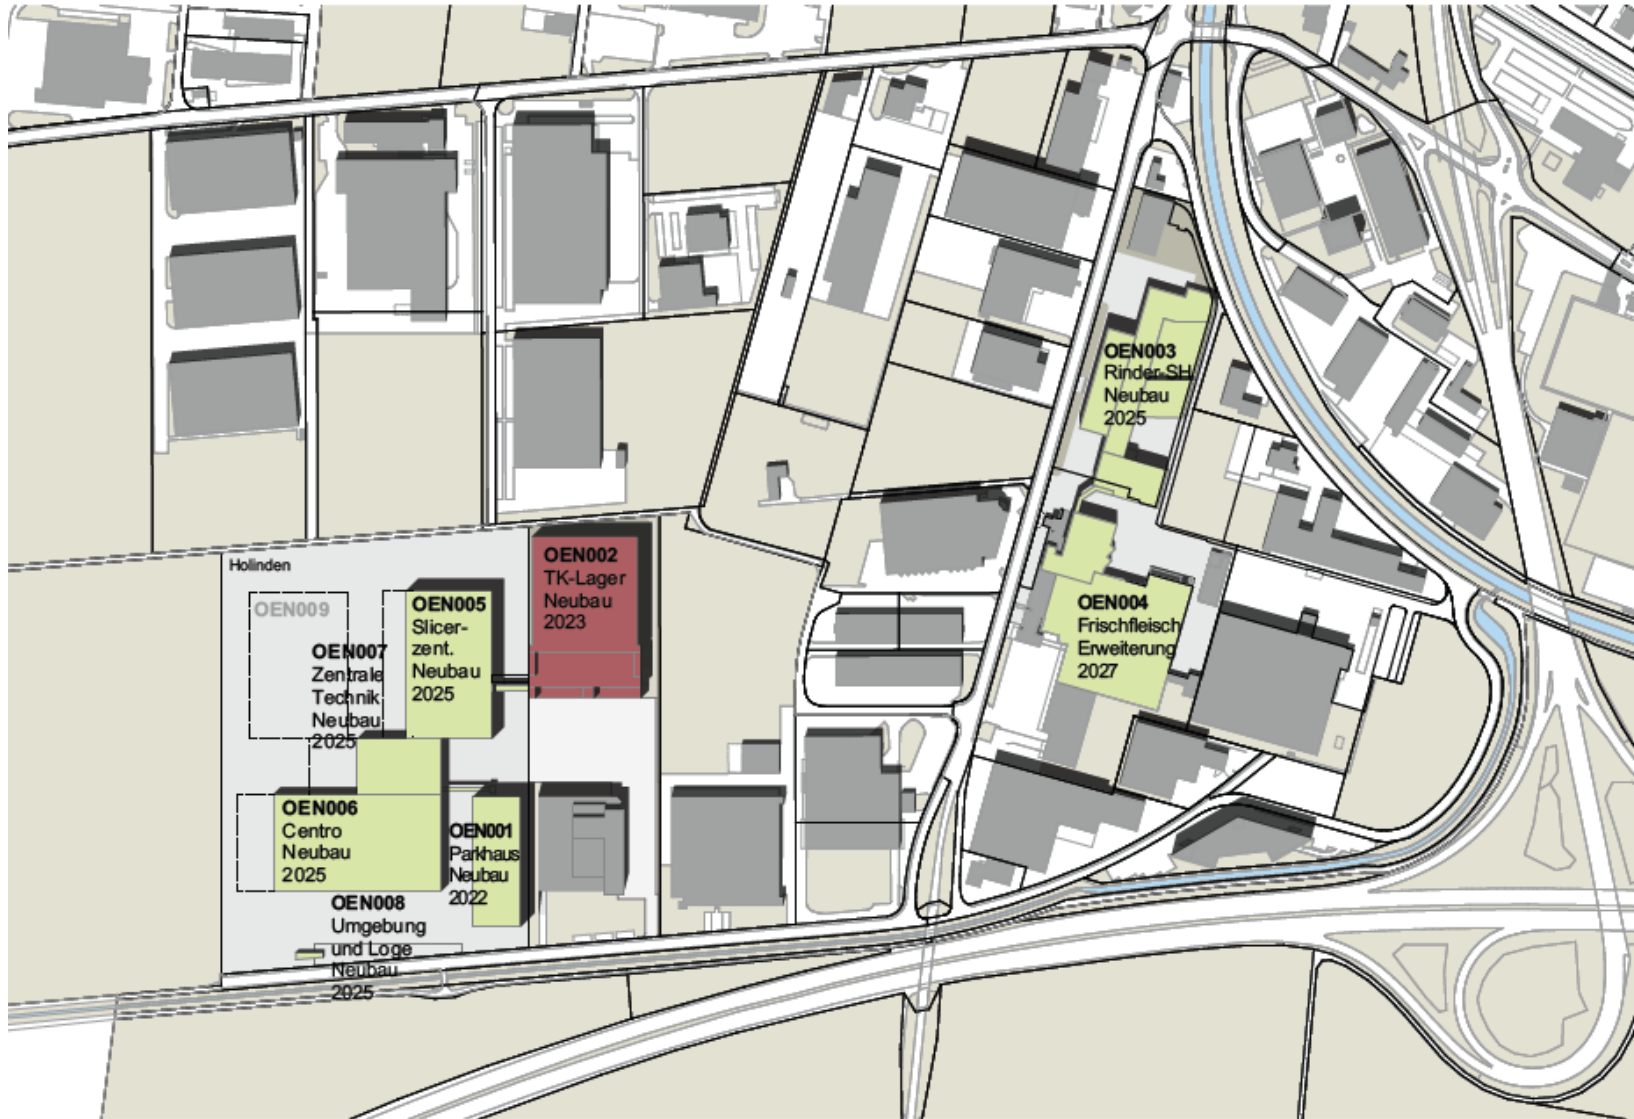 OEN003
Rinder-SH
Neubau
2025
Holinden
OEN002
TK-Lager
Neubau
2023
OEN009
OEN005
Slicer-
zent.
Neubau
2025
OEN007
Zentrale
Technik
Neubau
2025
OEN004
Frischfleisch
Erweiterung
2027
OEN006
Centro
Neubau
2025
OEN001
Parkhaus
Neubau
2022
OEN008
Umgebung
und Loge
Neubau
2025